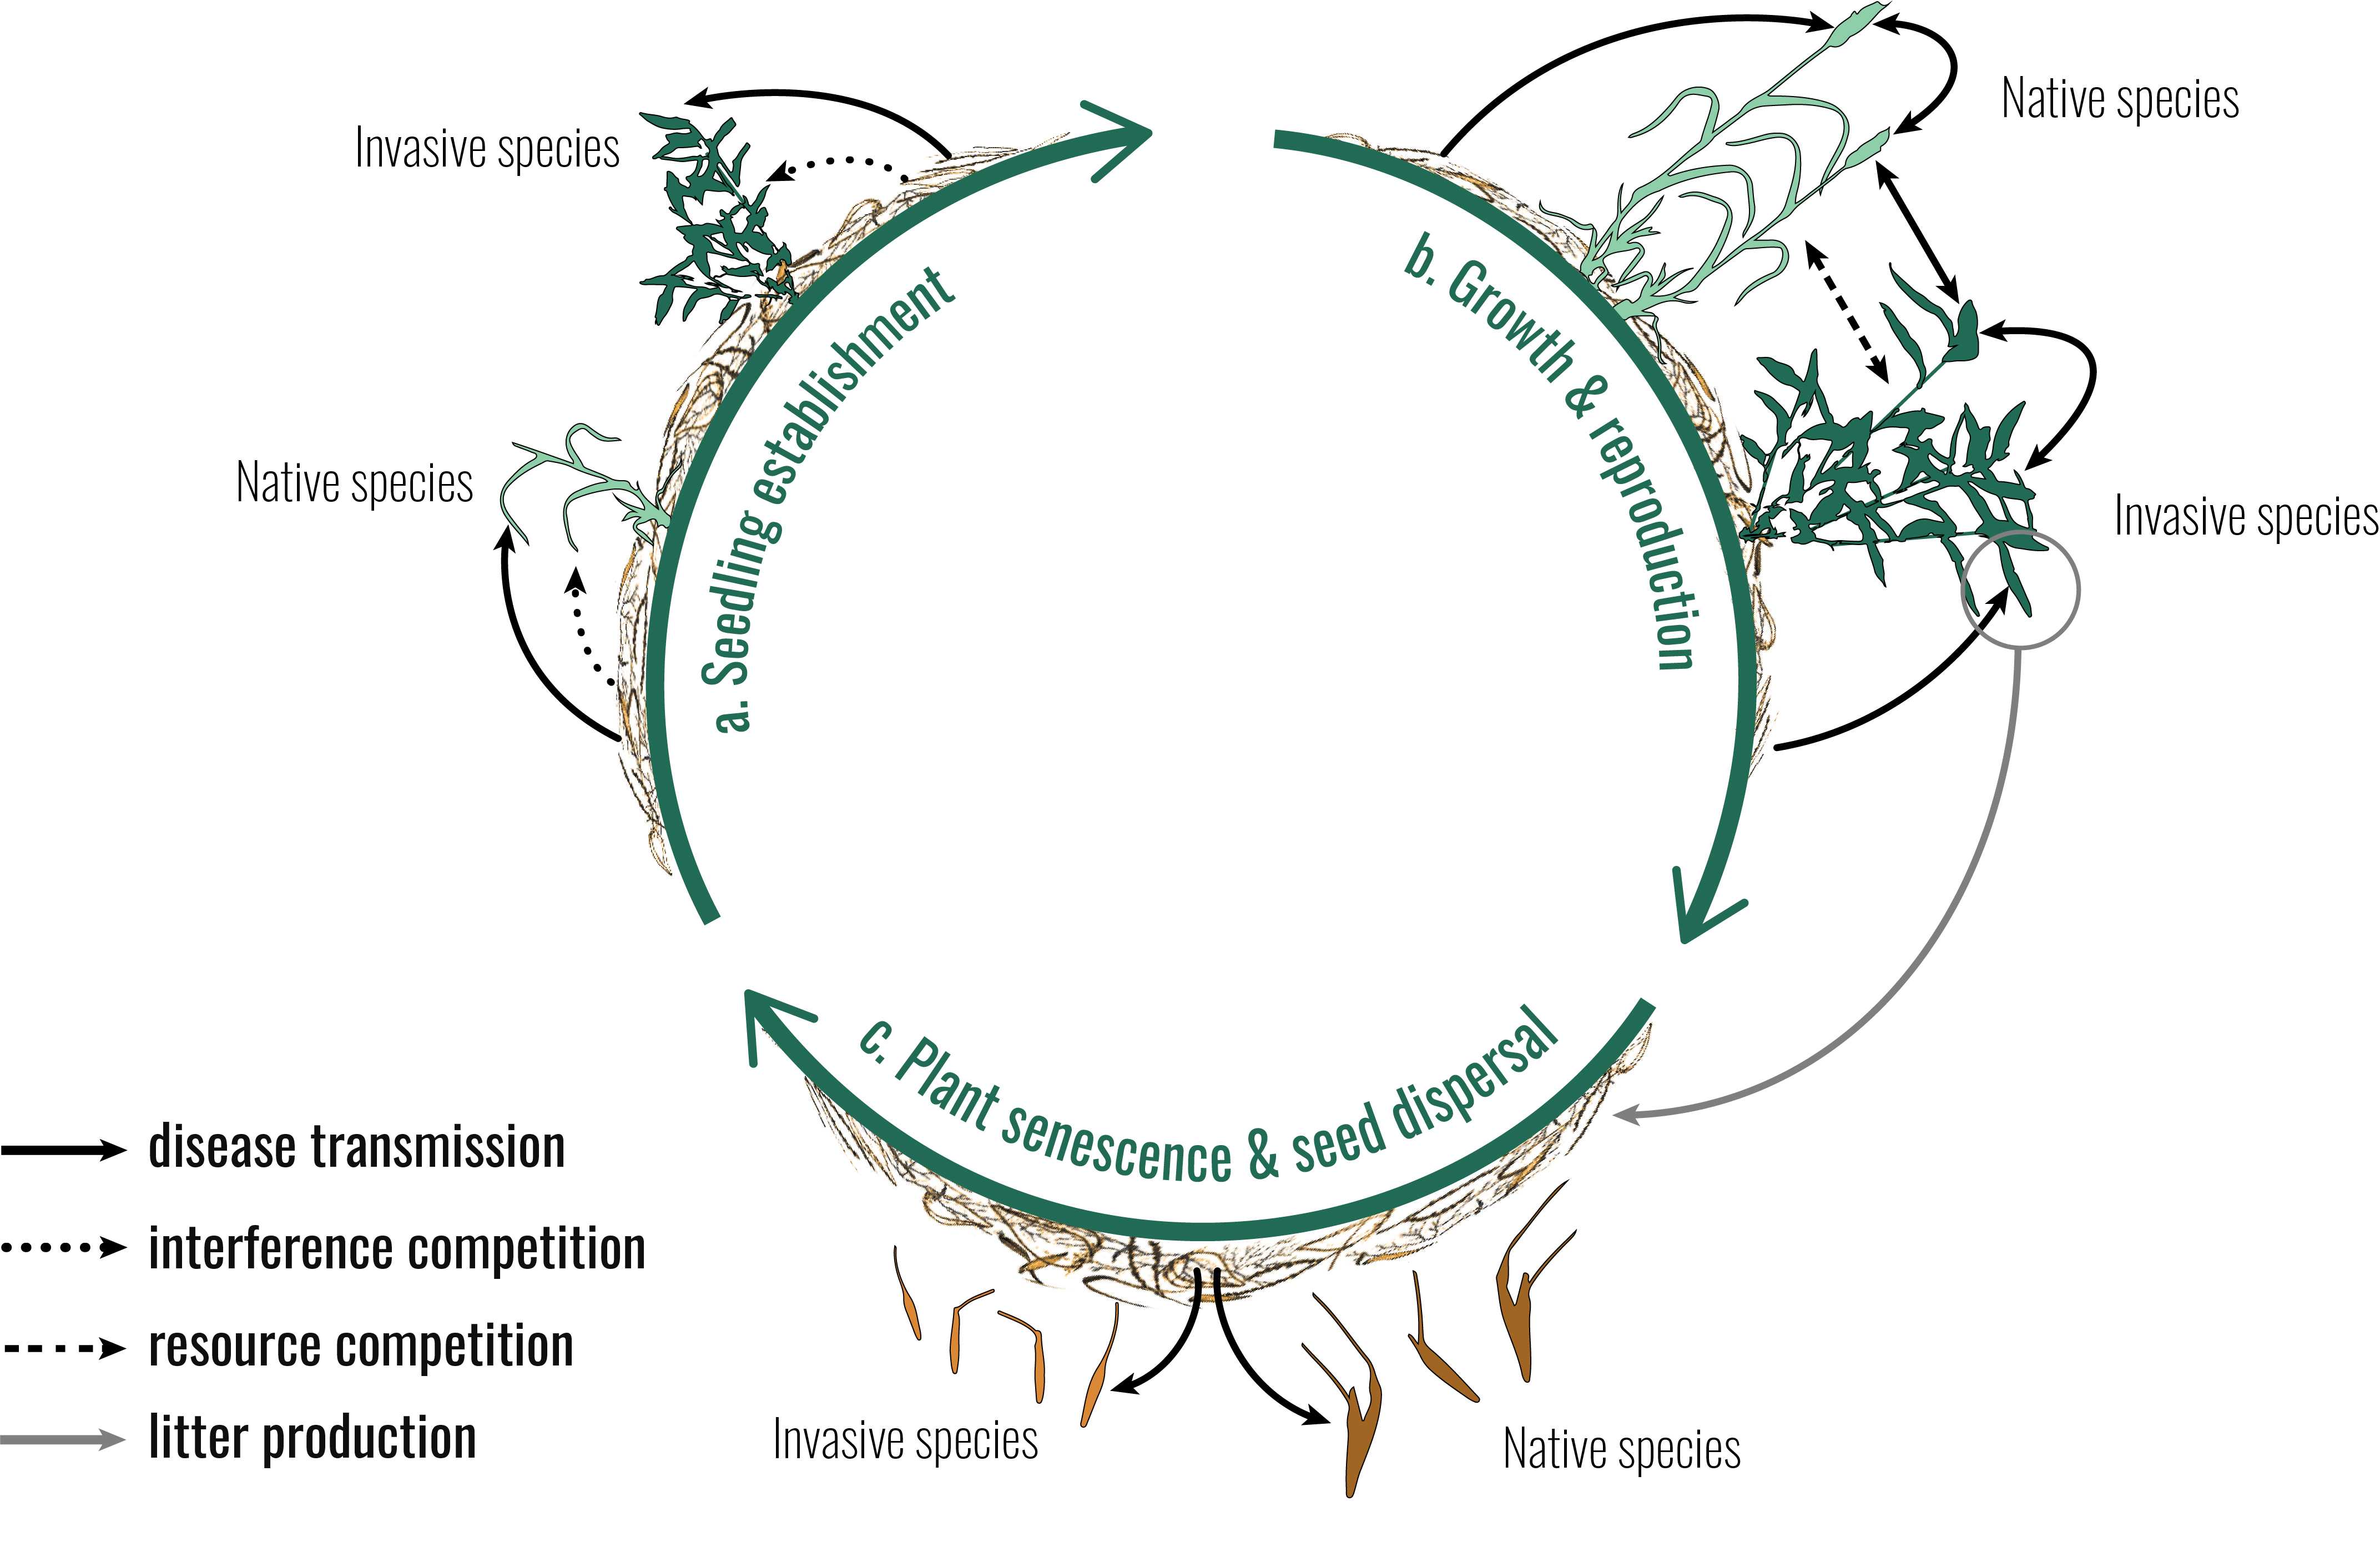 Invasive species
Native species
a. Seedling establishment
Native species
Invasive species
b. Growth & reproduction
c. Plant senescence & seed dispersal
Invasive species
Native species
disease transmission
interference competition
resource competition
litter production